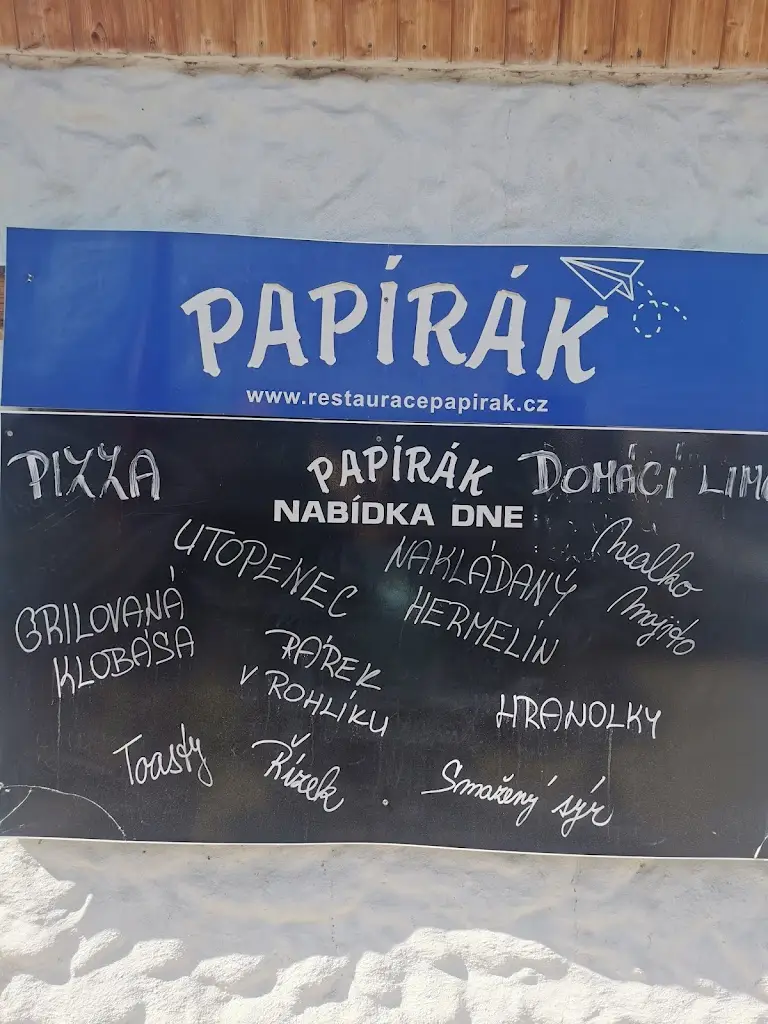 PAPÍRÁK
www.restauracepapirak.cz
PIZZA
PAPÍRÁK
NABÍDKA DNE
DOMÁCÍ LIMO
UTOPENEC
NAKLÁDANÝ
HERMELÍN
Nealko
Mojito
GRILOVANÁ
KLOBÁSA
PÁREK
V ROHLÍKU
HRANOLKY
Toasty
Řízek
Smažený sýr